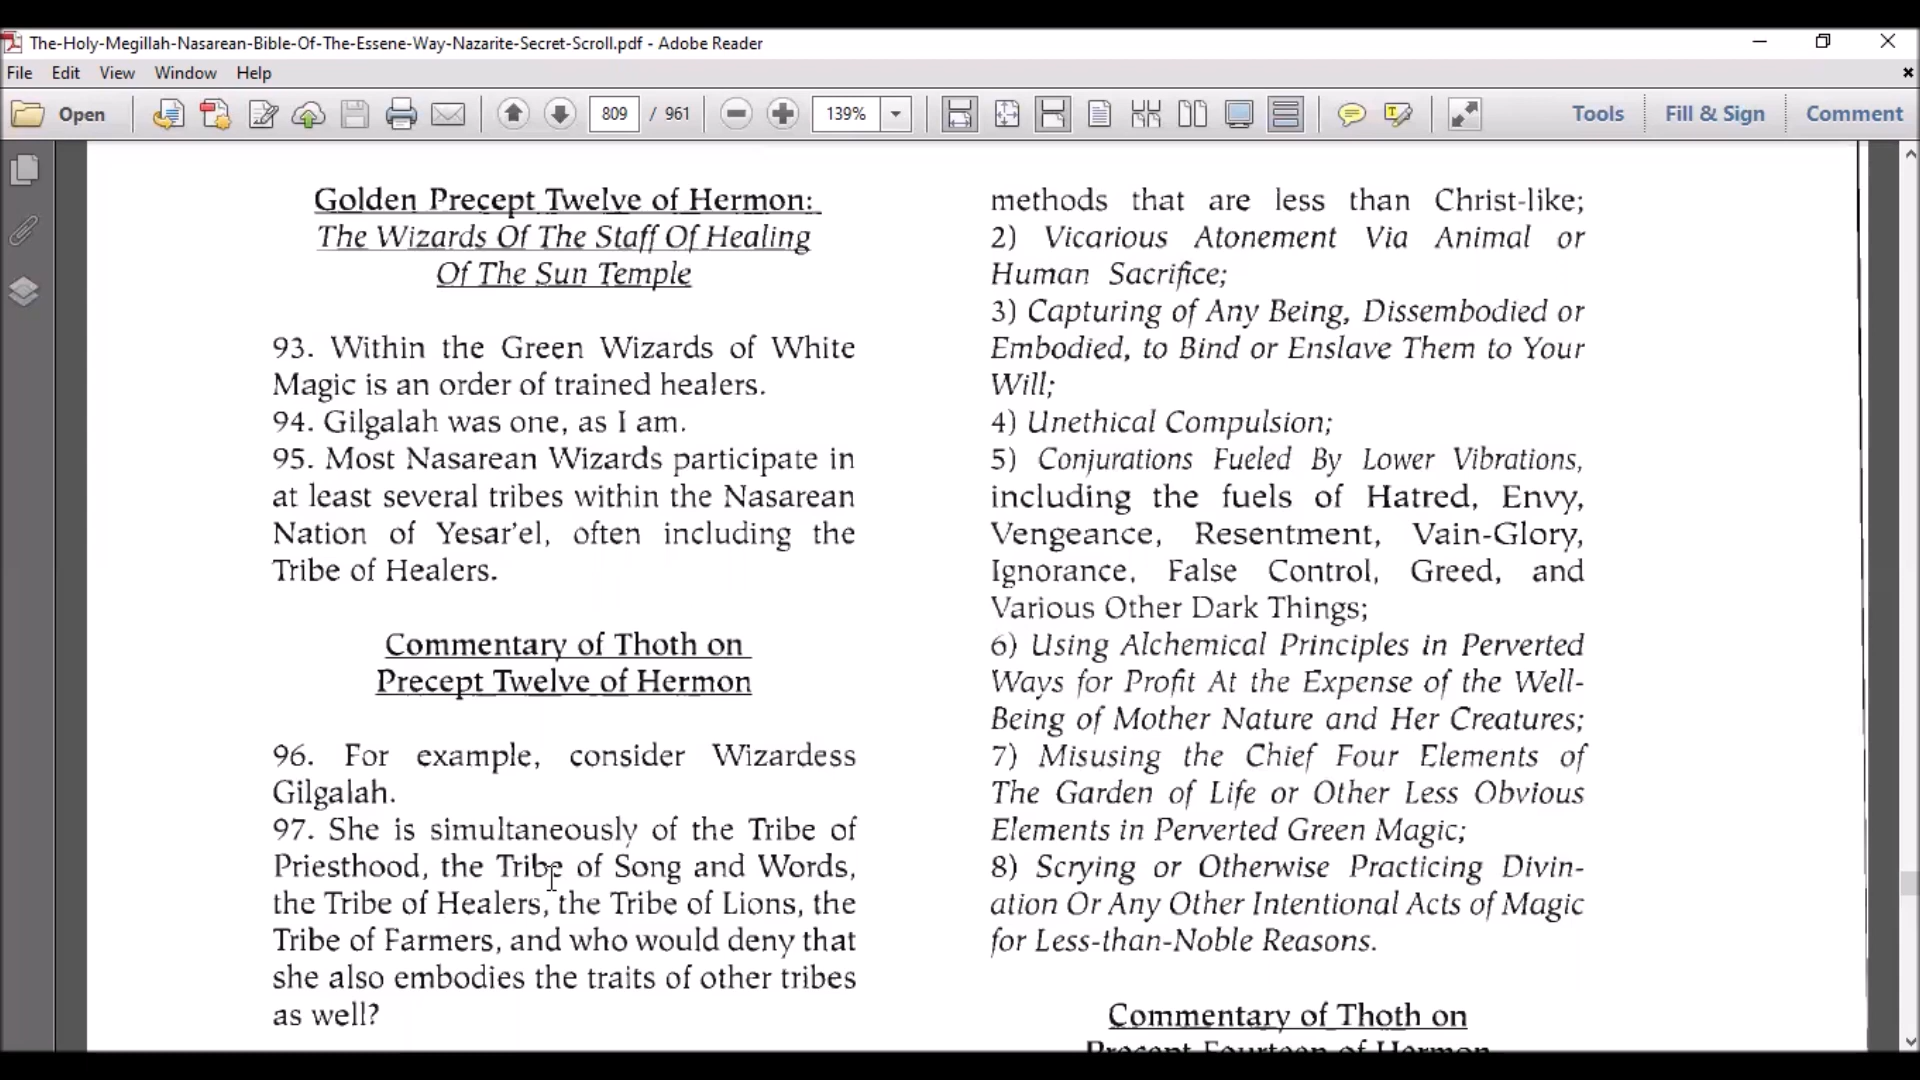 The-Holy-Megillah-Nasarean-Bible-Of-The-Essene-Way-Nazarite-Secret-Scroll.pdf - Adobe Reader
File Edit View Window Help
Open 809 / 961 139% Tools Fill & Sign Comment
Golden Precept Twelve of Hermon:
The Wizards Of The Staff Of Healing
Of The Sun Temple
93. Within the Green Wizards of White
Magic is an order of trained healers.
94. Gilgalah was one, as I am.
95. Most Nasarean Wizards participate in
at least several tribes within the Nasarean
Nation of Yesar'el, often including the
Tribe of Healers.
Commentary of Thoth on
Precept Twelve of Hermon
96. For example, consider Wizardess
Gilgalah.
97. She is simultaneously of the Tribe of
Priesthood, the Tribe of Song and Words,
the Tribe of Healers, the Tribe of Lions, the
Tribe of Farmers, and who would deny that
she also embodies the traits of other tribes
as well?
methods that are less than Christ-like;
2) Vicarious Atonement Via Animal or
Human Sacrifice;
3) Capturing of Any Being, Dissembodied or
Embodied, to Bind or Enslave Them to Your
Will;
4) Unethical Compulsion;
5) Conjurations Fueled By Lower Vibrations,
including the fuels of Hatred, Envy,
Vengeance, Resentment, Vain-Glory,
Ignorance, False Control, Greed, and
Various Other Dark Things;
6) Using Alchemical Principles in Perverted
Ways for Profit At the Expense of the Well-
Being of Mother Nature and Her Creatures;
7) Misusing the Chief Four Elements of
The Garden of Life or Other Less Obvious
Elements in Perverted Green Magic;
8) Scrying or Otherwise Practicing Divin-
ation Or Any Other Intentional Acts of Magic
for Less-than-Noble Reasons.
Commentary of Thoth on
Precept Fourteen of Hermon